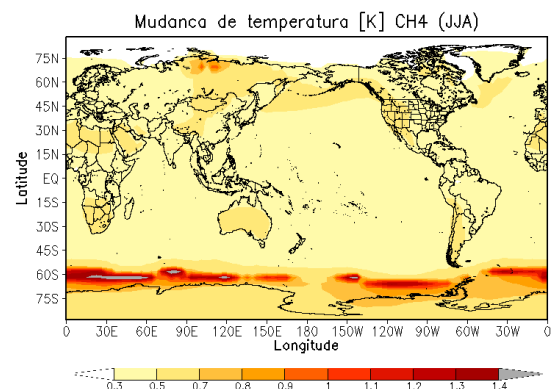 Mudanca de temperatura [K] CH4 (JJA)
75N
60N
45N
30N
15N
EQ
15S
30S
45S
60S
75S
Latitude
0 30E 60E 90E 120E 150E 180 150W 120W 90W 60W 30W 0
Longitude
0.3 0.5 0.7 0.8 0.9 1 1.1 1.2 1.3 1.4